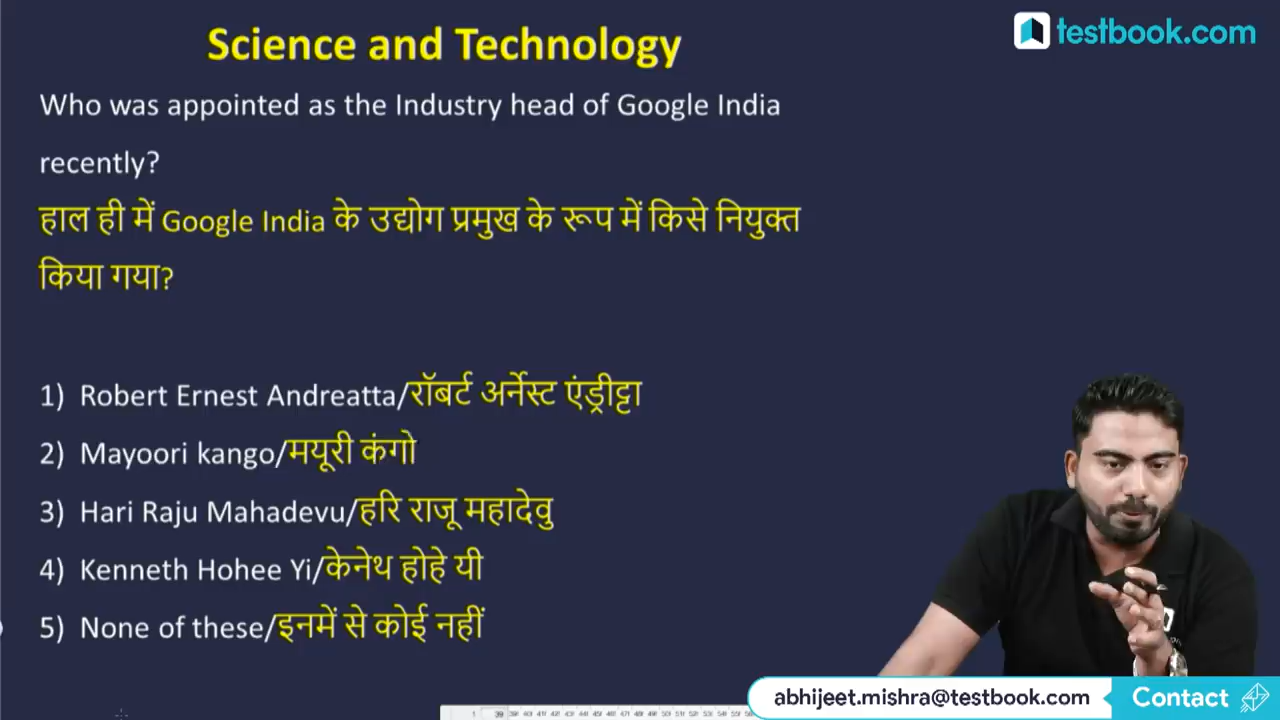 Science and Technology
testbook.com
Who was appointed as the Industry head of Google India
recently?
हाल ही में Google India के उद्योग प्रमुख के रूप में किसे नियुक्त
किया गया?
1) Robert Ernest Andreatta/रॉबर्ट अर्नेस्ट एंड्रीट्टा
2) Mayoori kango/मयूरी कंगो
3) Hari Raju Mahadevu/हरि राजू महादेवु
4) Kenneth Hohee Yi/केनेथ होहे यी
5) None of these/इनमें से कोई नहीं
abhijeet.mishra@testbook.com
Contact